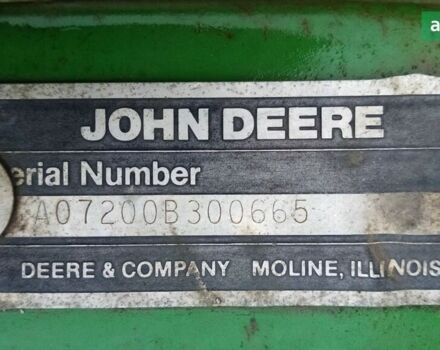 a
JOHN DEERE
erial Number
A07200B300665
DEERE & COMPANY MOLINE, ILLINOIS